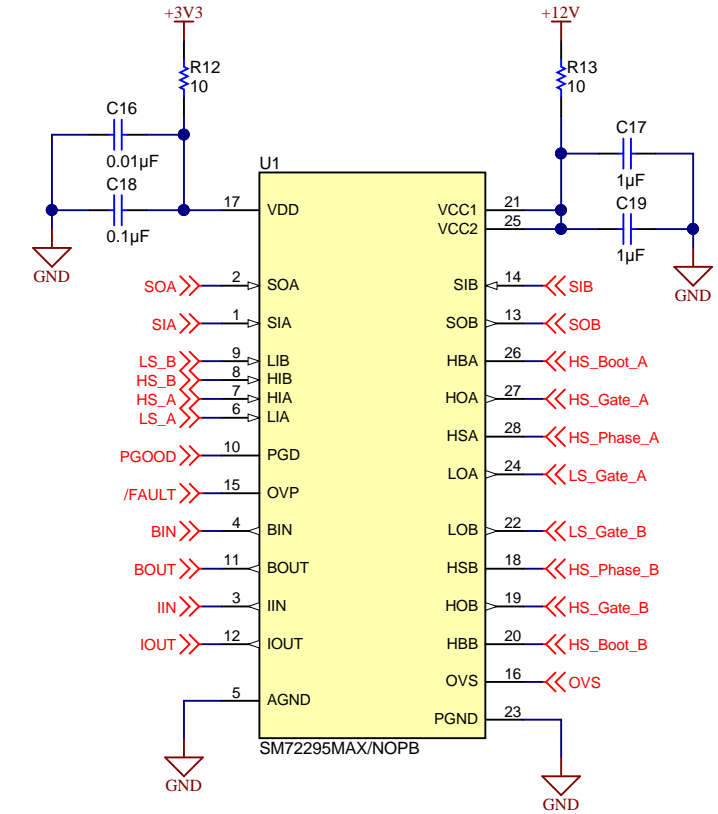 +3V3
+12V
R12
10
R13
10
C16
0.01µF
C17
1µF
C18
0.1µF
C19
1µF
GND
GND
U1
17 VDD
VCC1 21
VCC2 25
SOA 2 SOA
SIB 14 SIB
SIA 1 SIA
SOB 13 SOB
LS_B 9 LIB
HBA 26 HS_Boot_A
HS_B 8 HIB
HS_A 7 HIA
HOA 27 HS_Gate_A
LS_A 6 LIA
HSA 28 HS_Phase_A
PGOOD 10 PGD
LOA 24 LS_Gate_A
/FAULT 15 OVP
BIN 4 BIN
LOB 22 LS_Gate_B
BOUT 11 BOUT
HSB 18 HS_Phase_B
IIN 3 IIN
HOB 19 HS_Gate_B
IOUT 12 IOUT
HBB 20 HS_Boot_B
OVS 16 OVS
5 AGND
PGND 23
SM72295MAX/NOPB
GND
GND